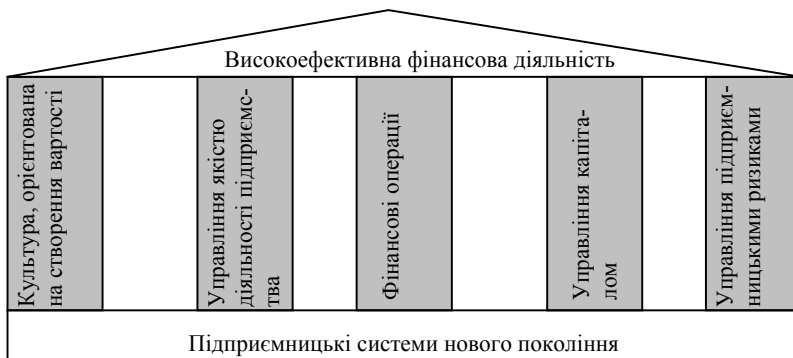 Високоефективна фінансова діяльність
Культура, орієнтована
на створення вартості
Управління якістю
діяльності підприємс-
тва
Фінансові операції
Управління капіта-
лом
Управління підприєм-
ницькими ризиками
Підприємницькі системи нового покоління